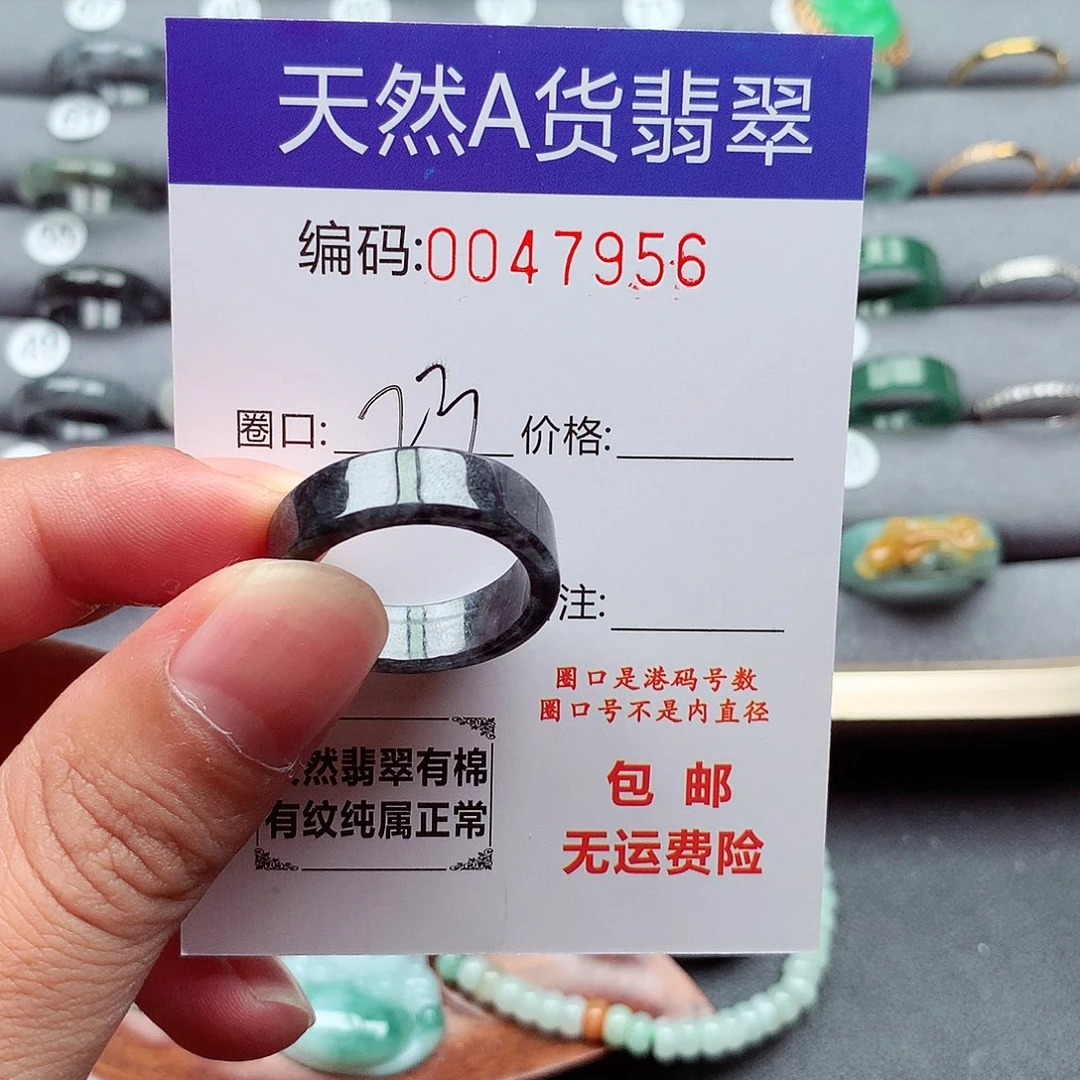 天然A货翡翠
编码:0047956
圈口: 23 价格:
注:
圈口是港码号数
圈口号不是内直径
然翡翠有棉
有纹纯属正常
包邮
无运费险
49